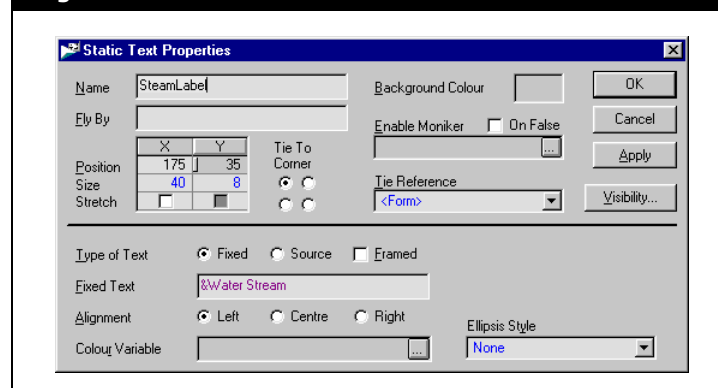 Static Text Properties
Name SteamLabel Background Colour OK
Fly By Enable Moniker On False Cancel
X Y Tie To Corner ... Apply
Position 175 35
Size 40 8 Tie Reference
Stretch <Form> Visibility...
Type of Text Fixed Source Framed
Fixed Text &Water Stream
Alignment Left Centre Right Ellipsis Style
Colour Variable ... None